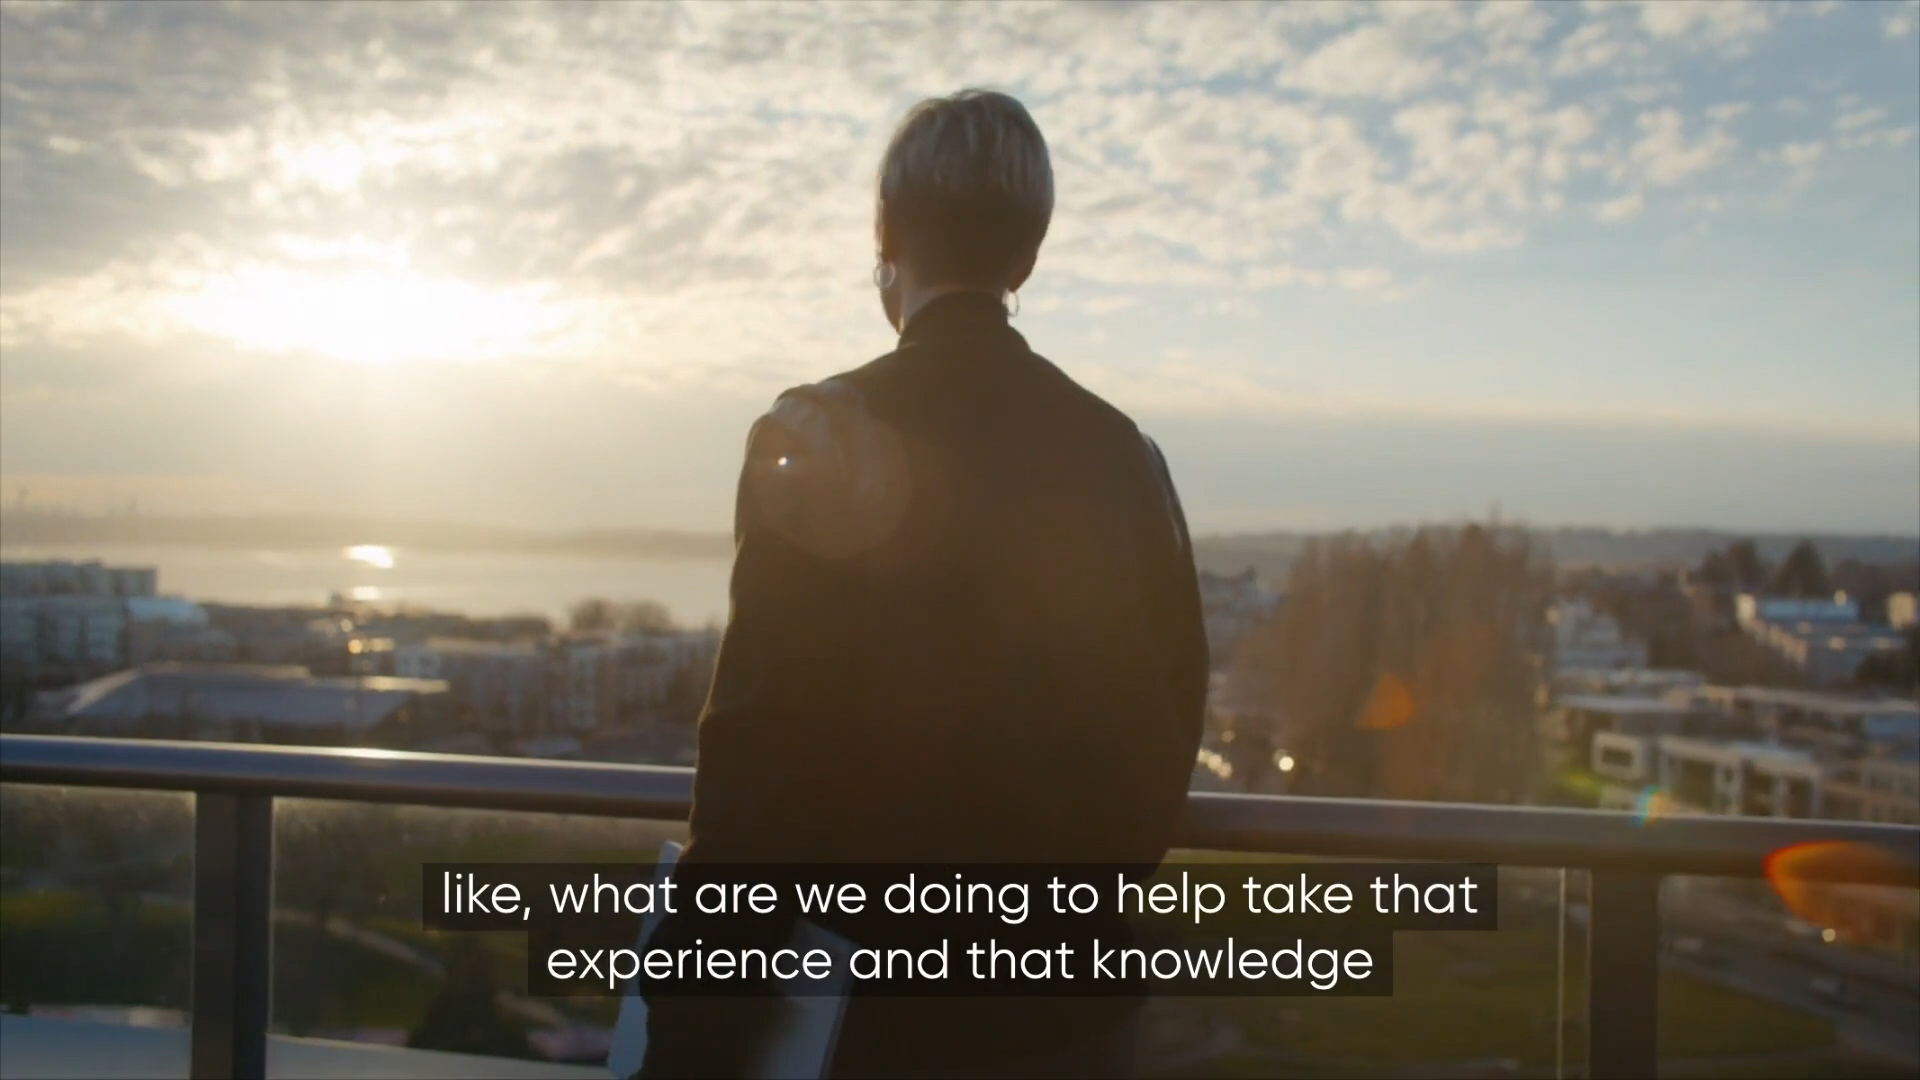 like, what are we doing to help take that
experience and that knowledge